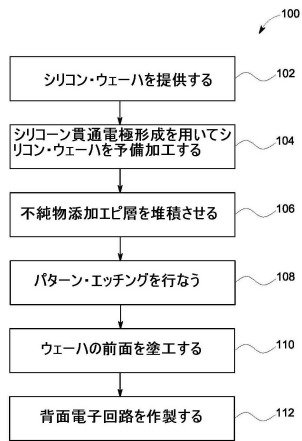 100
シリコン・ウェーハを提供する
102
シリコーン貫通電極形成を用いてシ
リコン・ウェーハを予備加工する
104
不純物添加エピ層を堆積させる
106
パターン・エッチングを行なう
108
ウェーハの前面を塗工する
110
背面電子回路を作製する
112